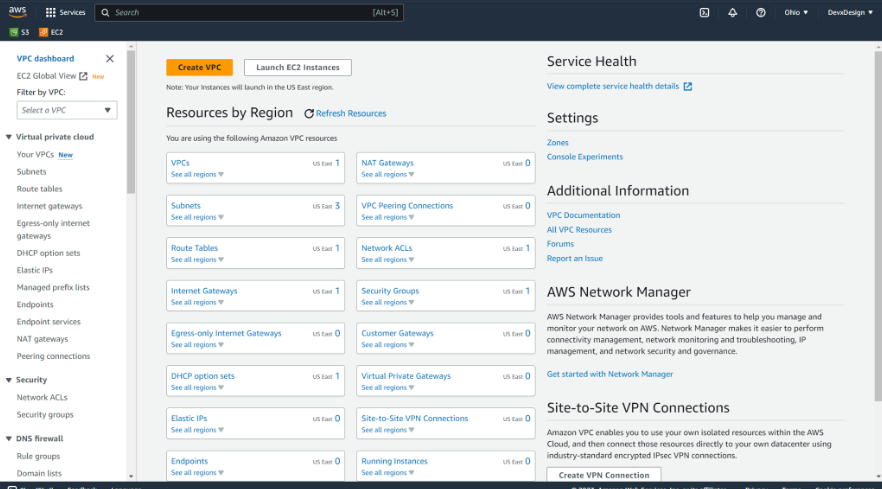 aws
Services
Search
[Alt+S]
Ohio
DevxDesign
S3
EC2
VPC dashboard
EC2 Global View
New
Filter by VPC:
Select a VPC
Virtual private cloud
Your VPCs New
Subnets
Route tables
Internet gateways
Egress-only internet
gateways
DHCP option sets
Elastic IPs
Managed prefix lists
Endpoints
Endpoint services
NAT gateways
Peering connections
Security
Network ACLs
Security groups
DNS firewall
Rule groups
Domain lists
Create VPC
Launch EC2 Instances
Note: Your Instances will launch in the US East region.
Resources by Region
Refresh Resources
You are using the following Amazon VPC resources
VPCs US East 1
See all regions
NAT Gateways US East 0
See all regions
Subnets US East 3
See all regions
VPC Peering Connections US East 0
See all regions
Route Tables US East 1
See all regions
Network ACLs US East 1
See all regions
Internet Gateways US East 1
See all regions
Security Groups US East 1
See all regions
Egress-only Internet Gateways US East 0
See all regions
Customer Gateways US East 0
See all regions
DHCP option sets US East 1
See all regions
Virtual Private Gateways US East 0
See all regions
Elastic IPs US East 0
See all regions
Site-to-Site VPN Connections US East 0
See all regions
Endpoints US East 0
See all regions
Running Instances US East 0
See all regions
Service Health
View complete service health details
Settings
Zones
Console Experiments
Additional Information
VPC Documentation
All VPC Resources
Forums
Report an Issue
AWS Network Manager
AWS Network Manager provides tools and features to help you manage and
monitor your network on AWS. Network Manager makes it easier to perform
connectivity management, network monitoring and troubleshooting, IP
management, and network security and governance.
Get started with Network Manager
Site-to-Site VPN Connections
Amazon VPC enables you to use your own isolated resources within the AWS
Cloud, and then connect those resources directly to your own datacenter using
industry-standard encrypted IPsec VPN connections.
Create VPN Connection